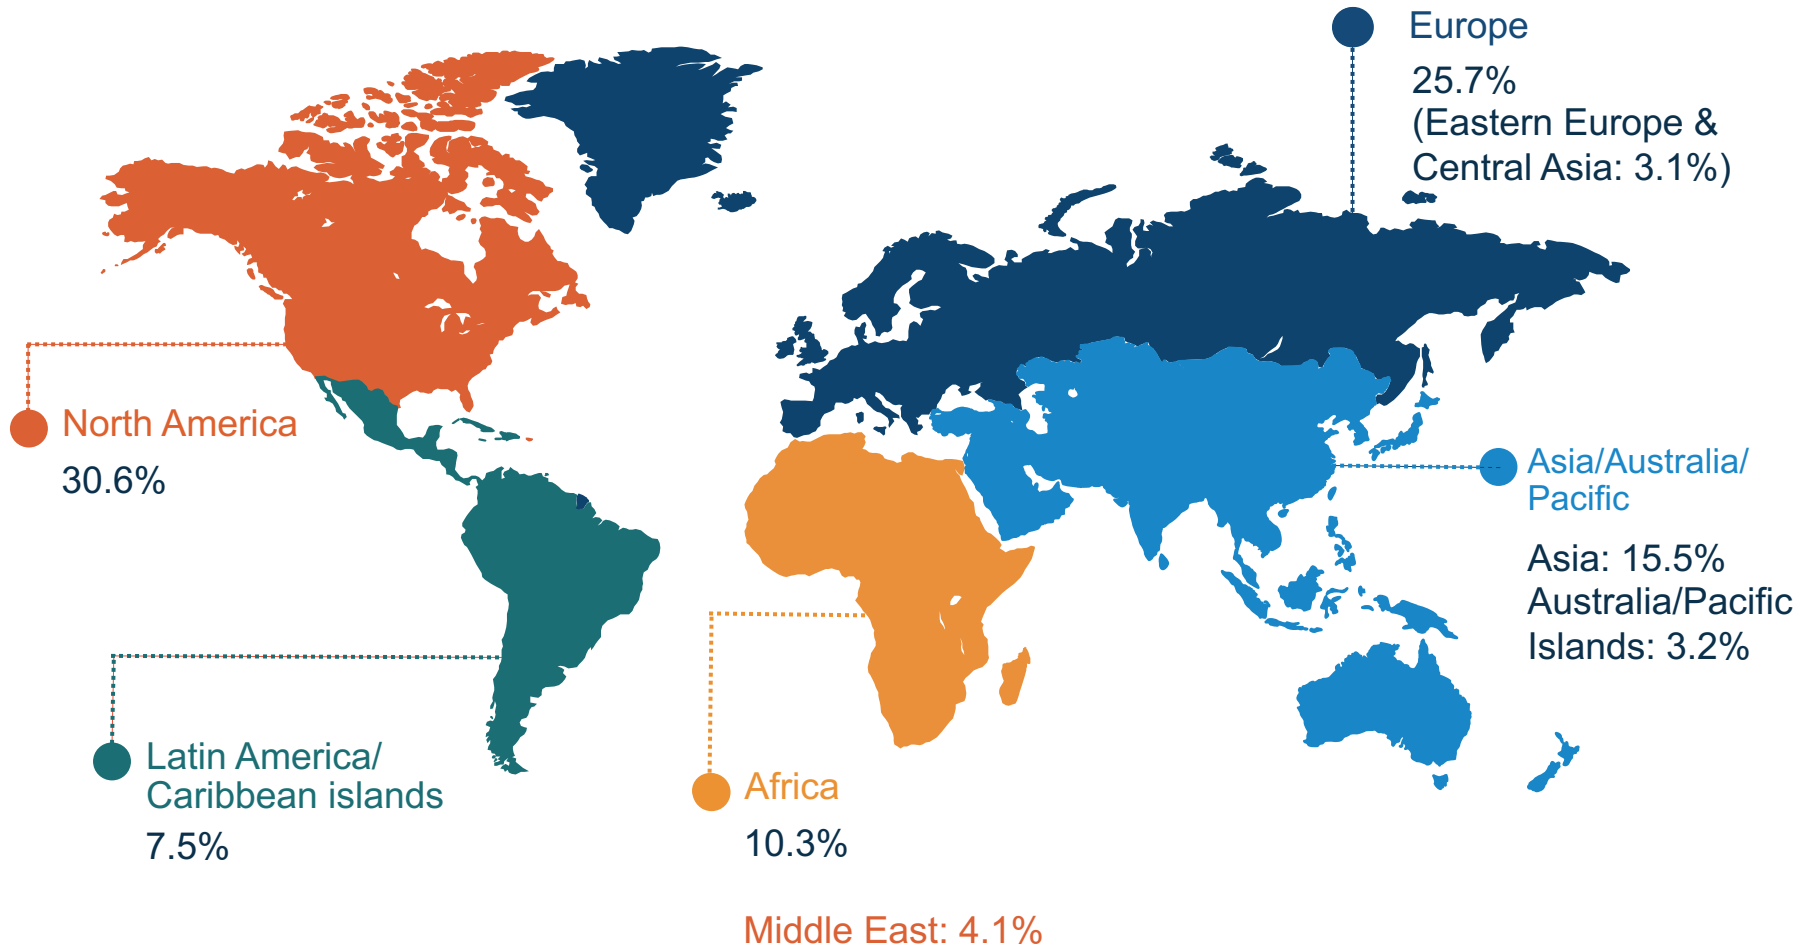 Europe
25.7%
(Eastern Europe &
Central Asia: 3.1%)
North America
30.6%
Asia/Australia/
Pacific
Asia: 15.5%
Australia/Pacific
Islands: 3.2%
Latin America/
Caribbean islands
7.5%
Africa
10.3%
Middle East: 4.1%